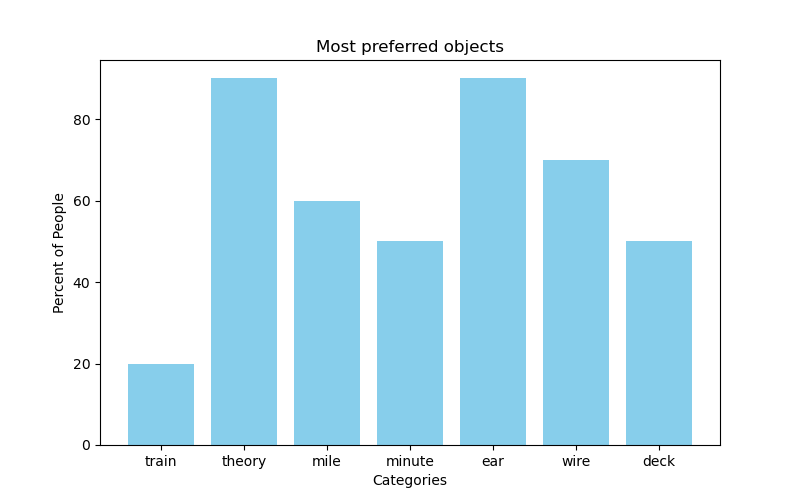 Most preferred objects
Percent of People
80
60
40
20
0
train theory mile minute ear wire deck
Categories